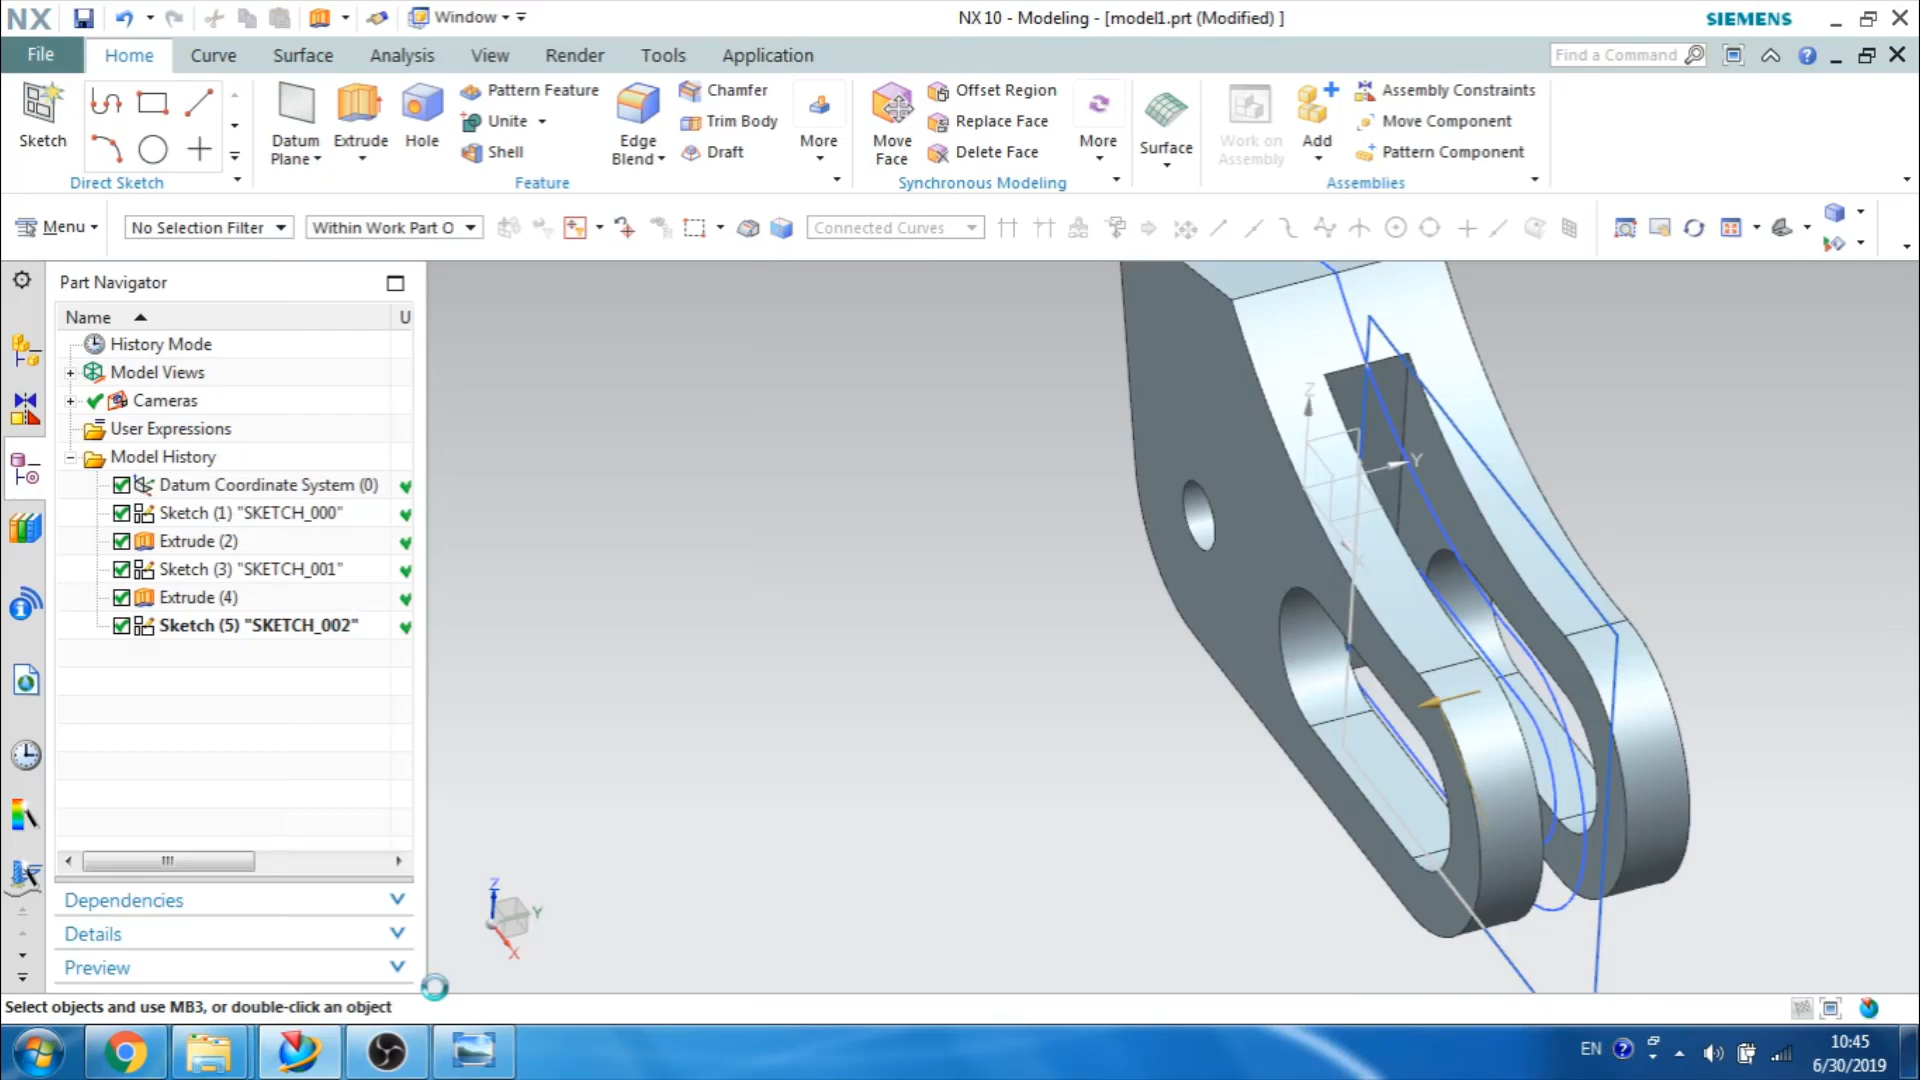 NX
Window
NX 10 - Modeling - [model1.prt (Modified) ]
SIEMENS
File
Home
Curve
Surface
Analysis
View
Render
Tools
Application
Find a Command
Sketch
Direct Sketch
Datum Plane
Extrude
Hole
Pattern Feature
Unite
Shell
Edge Blend
Chamfer
Trim Body
Draft
More
Feature
Move Face
Offset Region
Replace Face
Delete Face
More
Synchronous Modeling
Surface
Work on Assembly
Add
Assembly Constraints
Move Component
Pattern Component
Assemblies
Menu
No Selection Filter
Within Work Part O
Connected Curves
Part Navigator
Name
U
History Mode
Model Views
Cameras
User Expressions
Model History
Datum Coordinate System (0)
Sketch (1) "SKETCH_000"
Extrude (2)
Sketch (3) "SKETCH_001"
Extrude (4)
Sketch (5) "SKETCH_002"
Dependencies
Details
Preview
Z
Y
X
Z
Y
X
Select objects and use MB3, or double-click an object
EN
10:45
6/30/2019